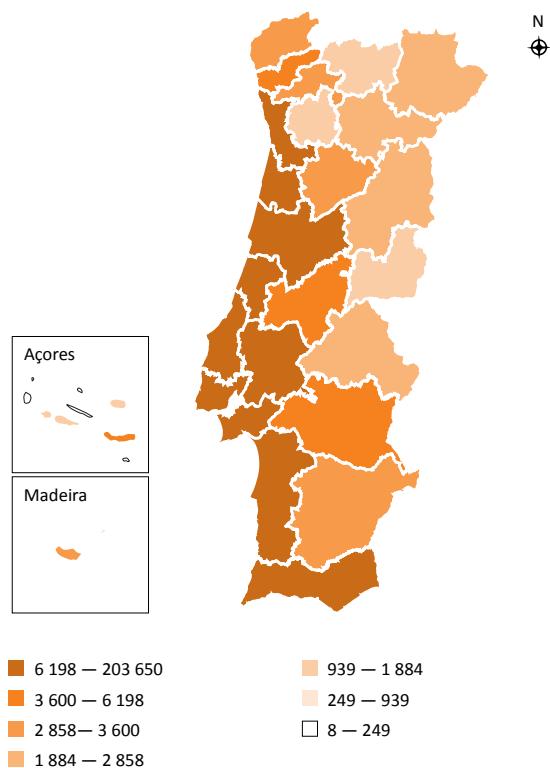 N
Açores
Madeira
6 198 — 203 650
3 600 — 6 198
2 858— 3 600
1 884 — 2 858
939 — 1 884
249 — 939
8 — 249